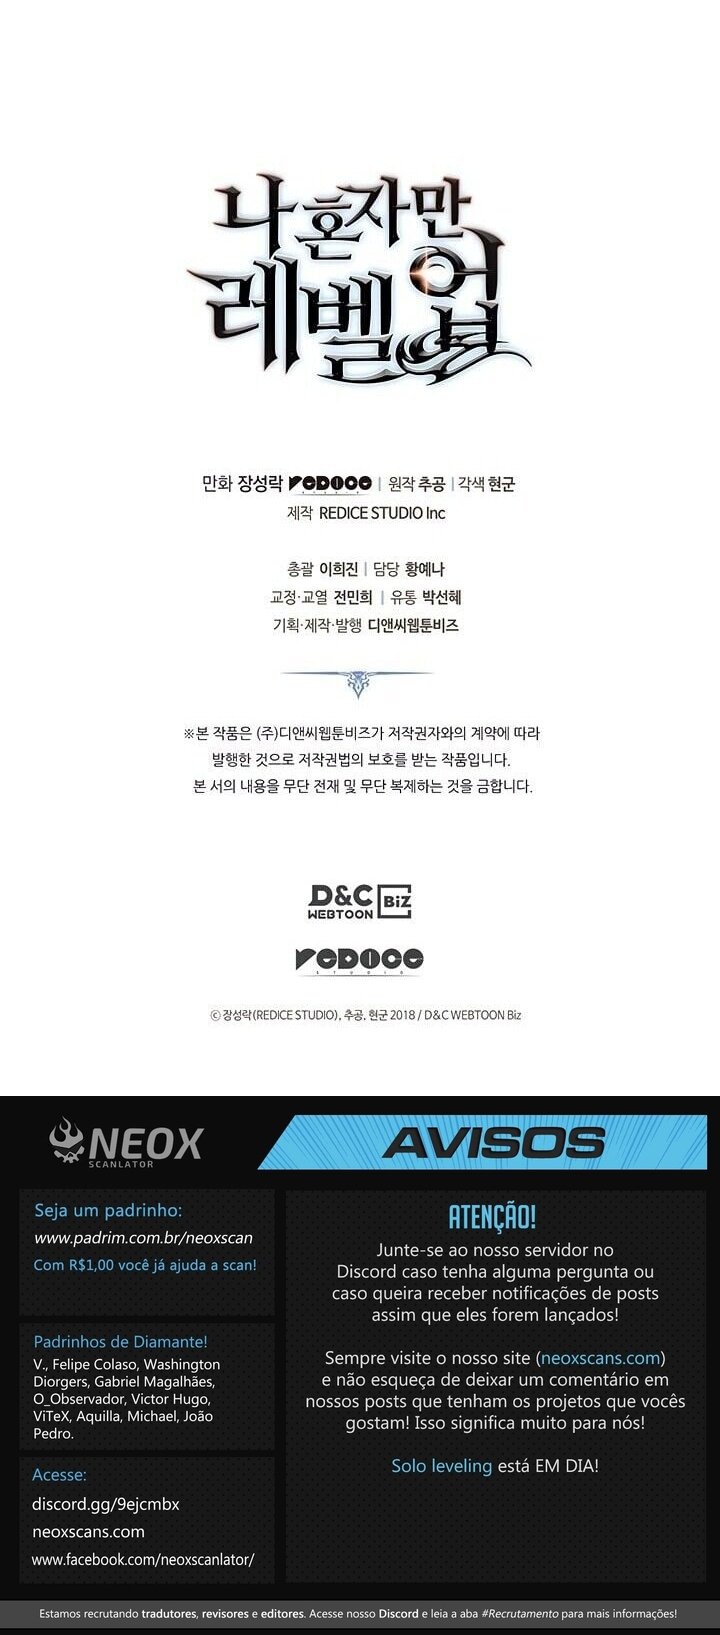 나 혼자만
레벨업
만화 장성락 REDICE STUDIO | 원작 추공 | 각색 현군
제작 REDICE STUDIO Inc
총괄 이희진 | 담당 황예나
교정·교열 전민희 | 유통 박선혜
기획·제작·발행 디앤씨웹툰비즈
※본 작품은 (주)디앤씨웹툰비즈가 저작권자와의 계약에 따라
발행한 것으로 저작권법의 보호를 받는 작품입니다.
본 서의 내용을 무단 전재 및 무단 복제하는 것을 금합니다.
D&C
WEBTOON BiZ
REDICE
STUDIO
ⓒ 장성락(REDICE STUDIO), 추공, 현군 2018 / D&C WEBTOON Biz
NEOX
SCANLATOR
AVISOS
Seja um padrinho:
www.padrim.com.br/neoxscan
Com R$1,00 você já ajuda a scan!
Padrinhos de Diamante!
V., Felipe Colaso, Washington
Diorgers, Gabriel Magalhães,
O_Observador, Victor Hugo,
ViTeX, Aquilla, Michael, João
Pedro.
Acesse:
discord.gg/9ejcmbx
neoxscans.com
www.facebook.com/neoxscanlator/
ATENÇÃO!
Junte-se ao nosso servidor no
Discord caso tenha alguma pergunta ou
caso queira receber notificações de posts
assim que eles forem lançados!
Sempre visite o nosso site (neoxscans.com)
e não esqueça de deixar um comentário em
nossos posts que tenham os projetos que vocês
gostam! Isso significa muito para nós!
Solo leveling está EM DIA!
Estamos recrutando tradutores, revisores e editores. Acesse nosso Discord e leia a aba #Recrutamento para mais informações!